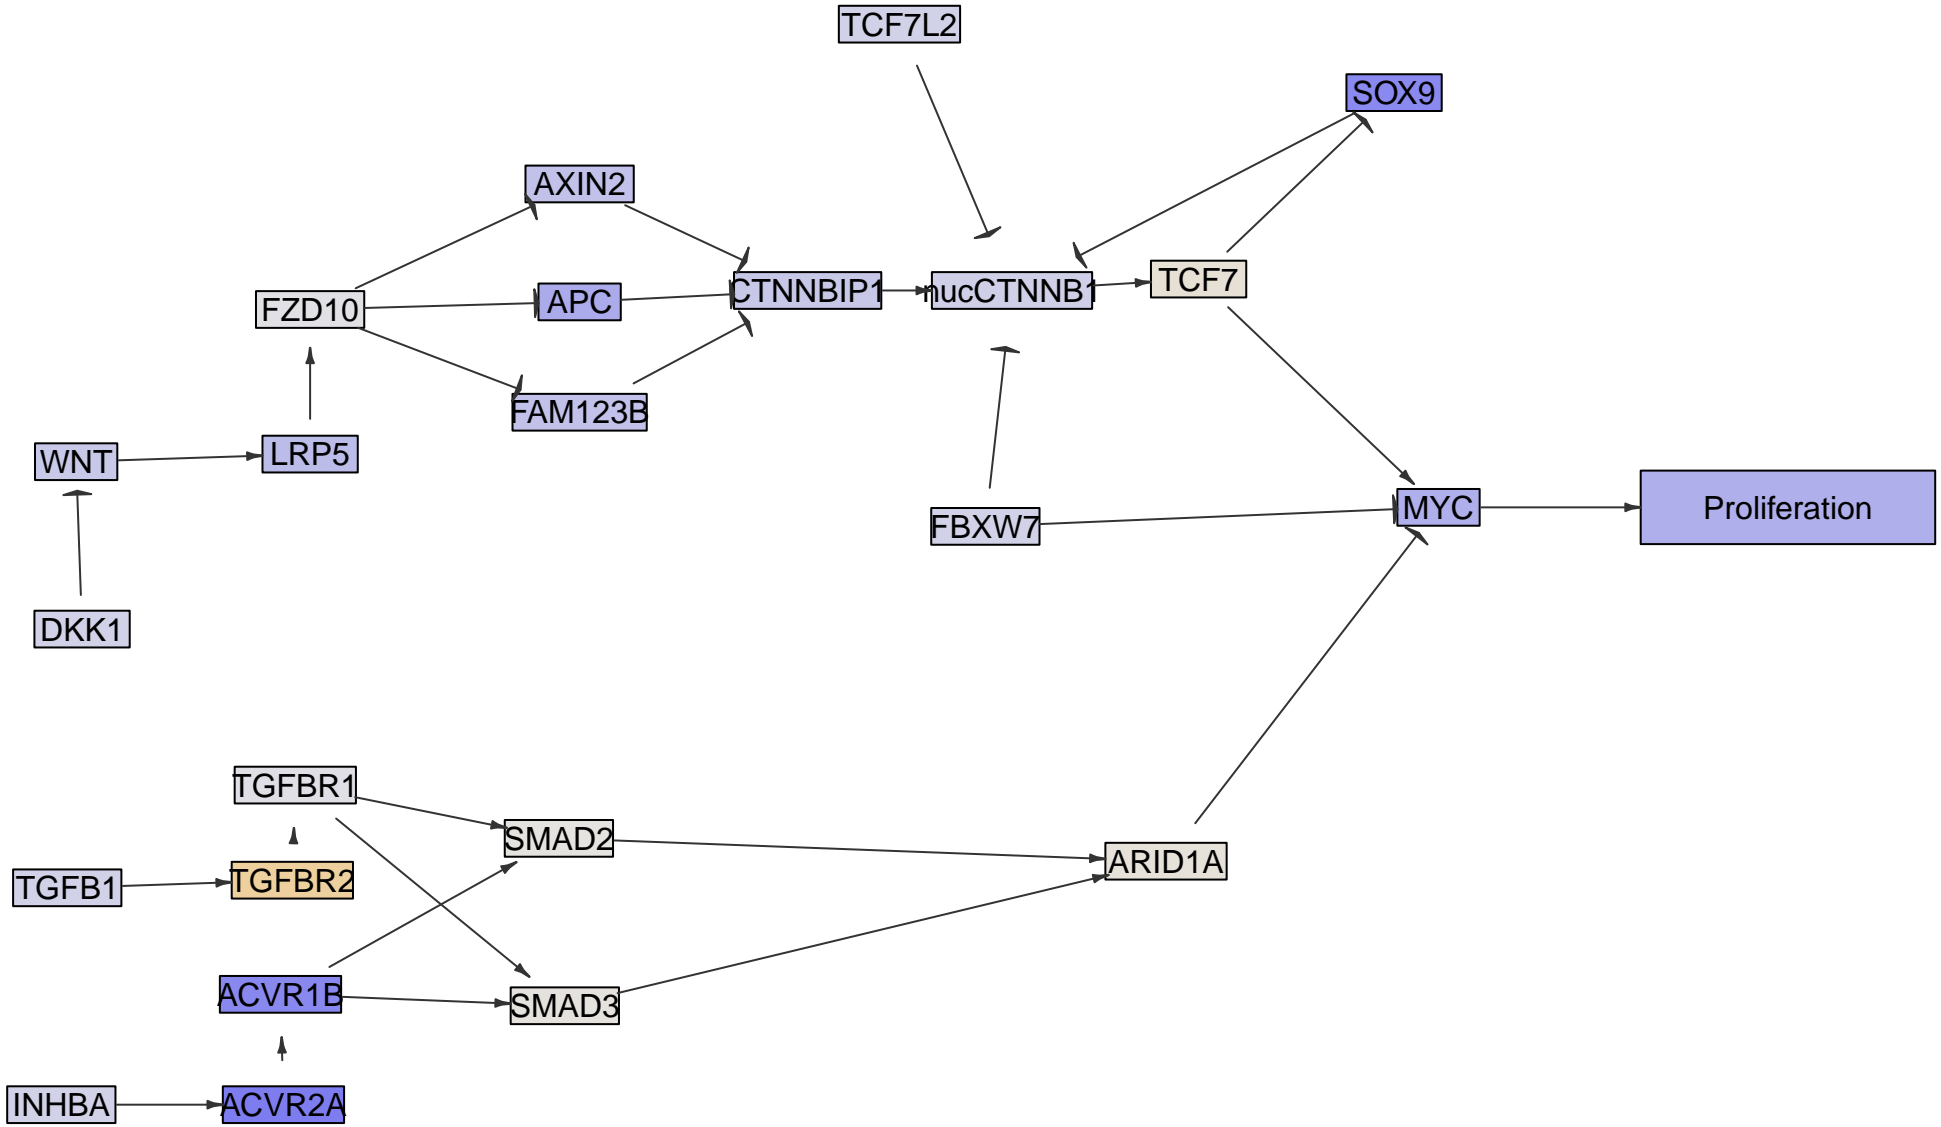 TCF7L2
SOX9
AXIN2
CTNNBIP1
nucCTNNB1
TCF7
APC
FZD10
FAM123B
WNT
LRP5
FBXW7
MYC
Proliferation
DKK1
TGFBR1
SMAD2
ARID1A
TGFB1
TGFBR2
ACVR1B
SMAD3
INHBA
ACVR2A